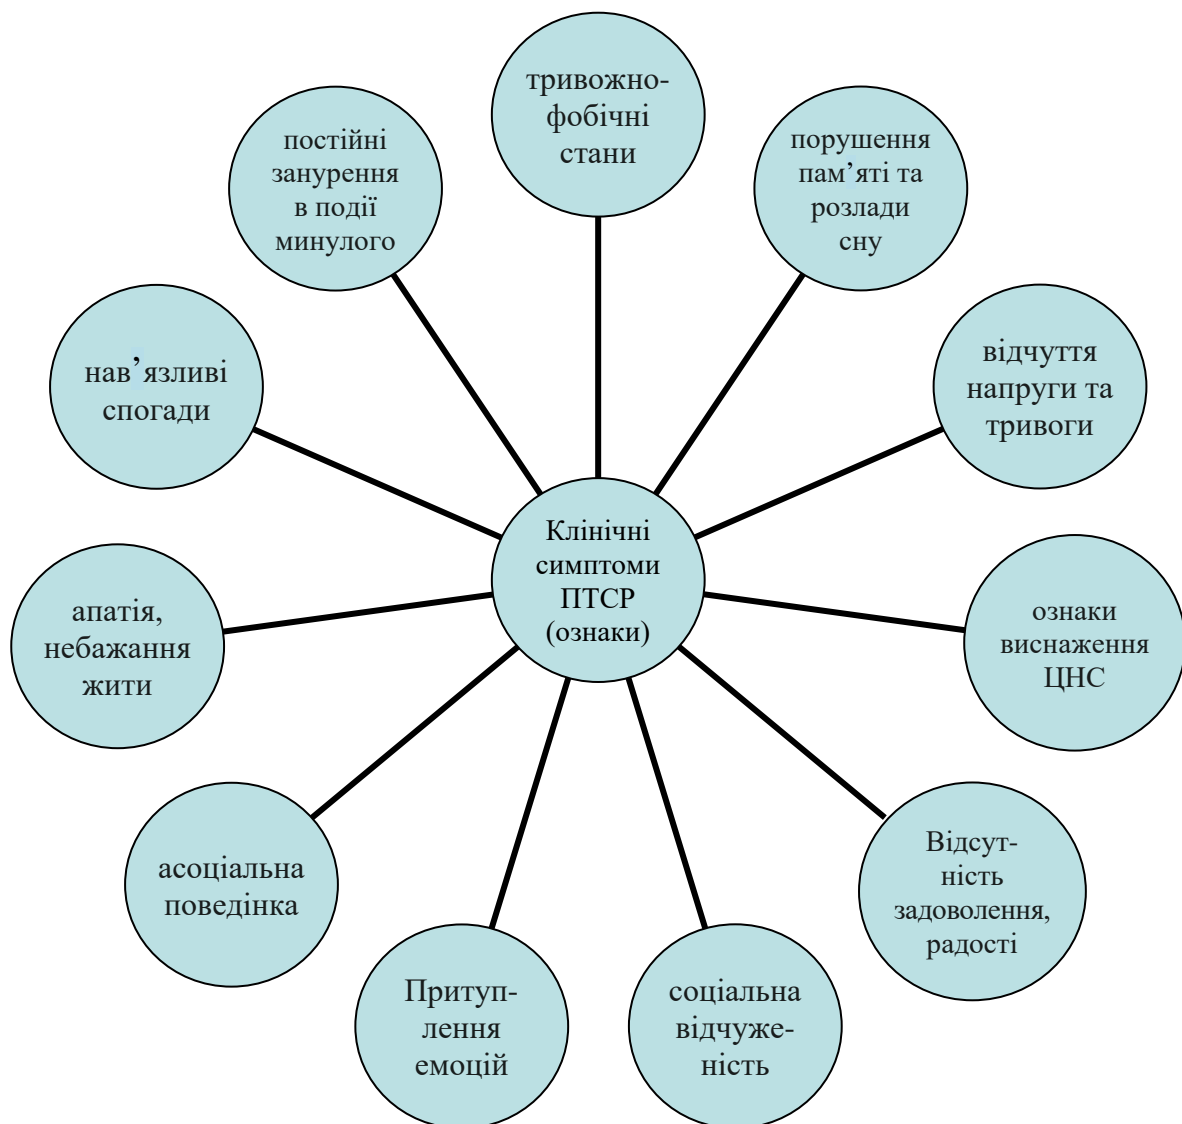 тривожно-
фобічні
стани
постійні
занурення
в події
минулого
порушення
пам’яті та
розлади
сну
нав’язливі
спогади
відчуття
напруги та
тривоги
Клінічні
симптоми
ПТСР
(ознаки)
апатія,
небажання
жити
ознаки
виснаження
ЦНС
асоціальна
поведінка
Відсут-
ність
задоволення,
радості
Притуп-
лення
емоцій
соціальна
відчуже-
ність